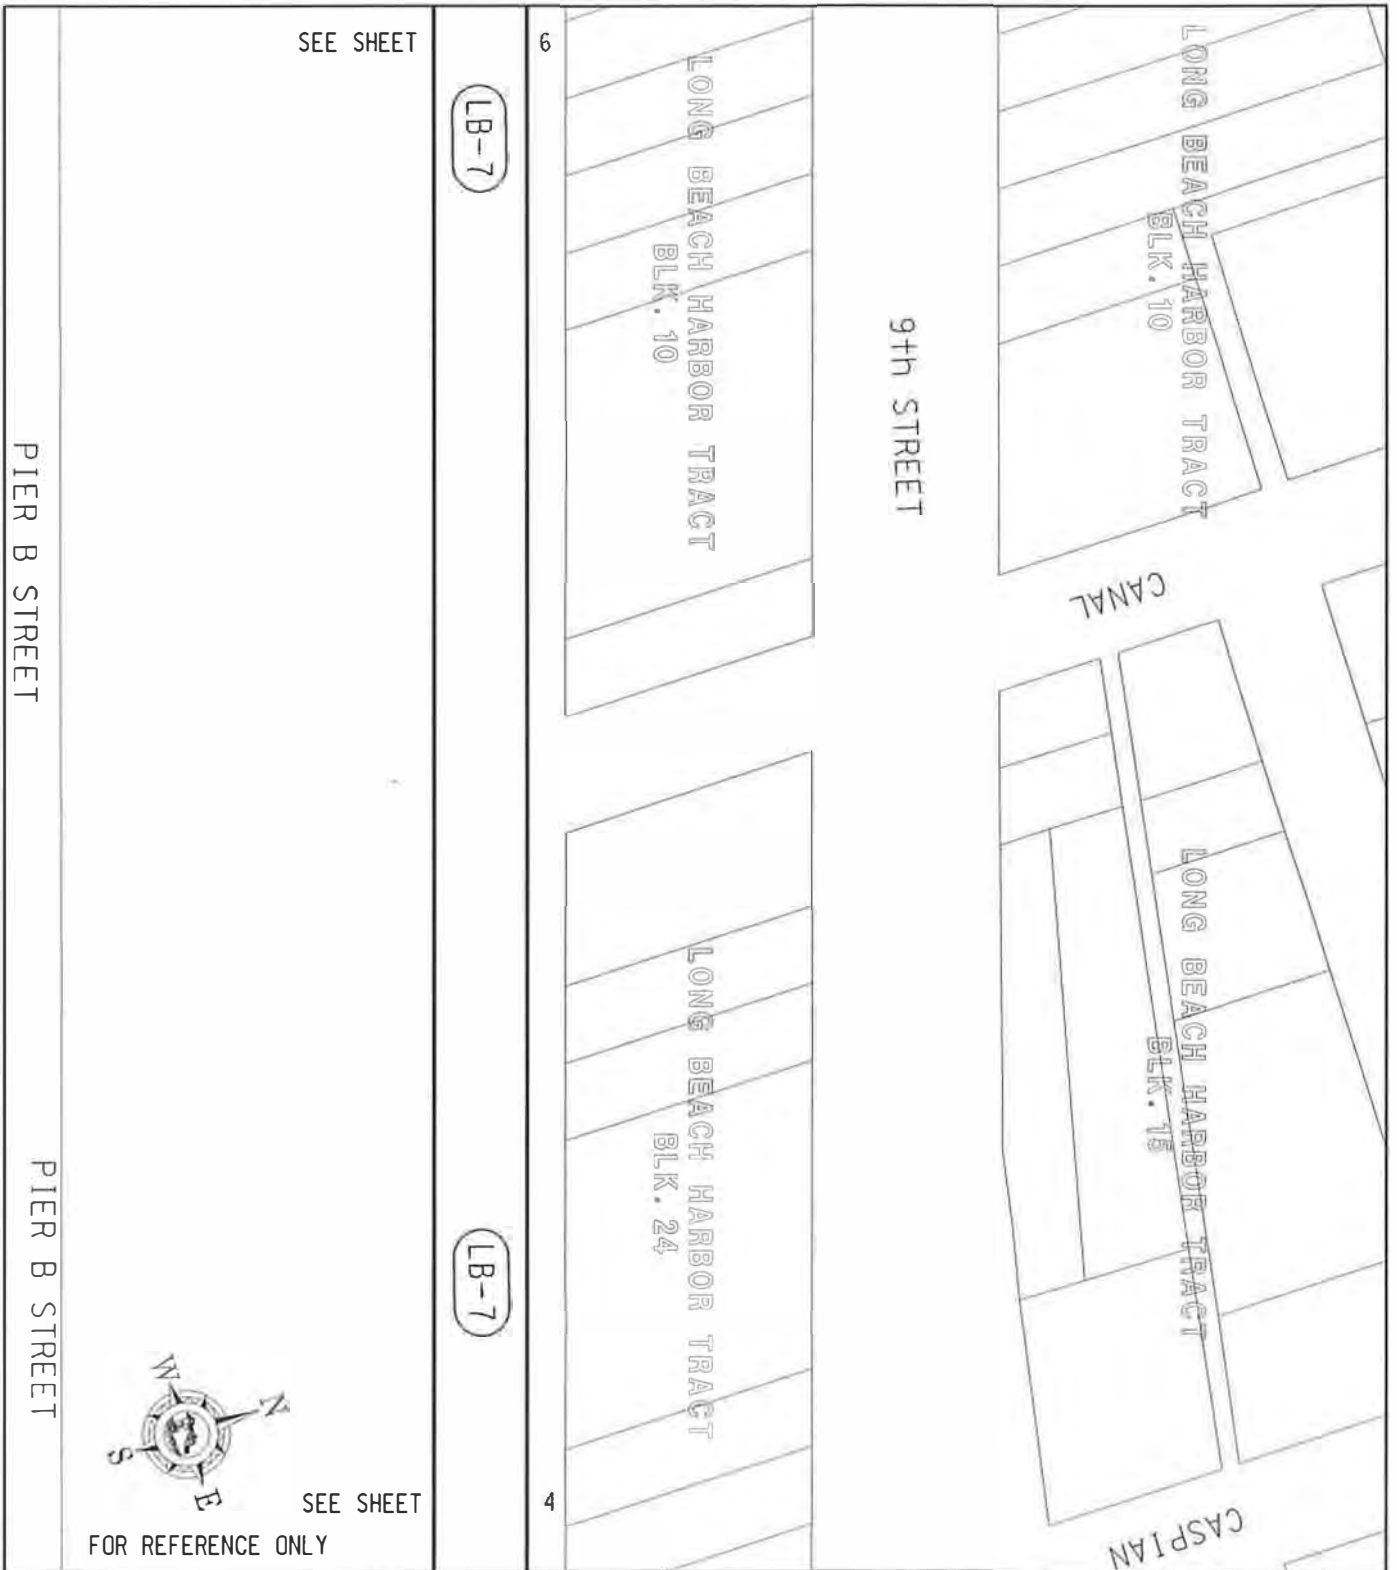 SEE SHEET 6
LB-7
LONG BEACH HARBOR TRACT
BLK. 10
9th STREET
LONG BEACH HARBOR TRACT
BLK. 10
CANAL
PIER B STREET
LONG BEACH HARBOR TRACT
BLK. 24
LONG BEACH HARBOR TRACT
BLK. 15
PIER B STREET
LB-7
N
W
S
E
SEE SHEET 4
FOR REFERENCE ONLY
CASPIAN